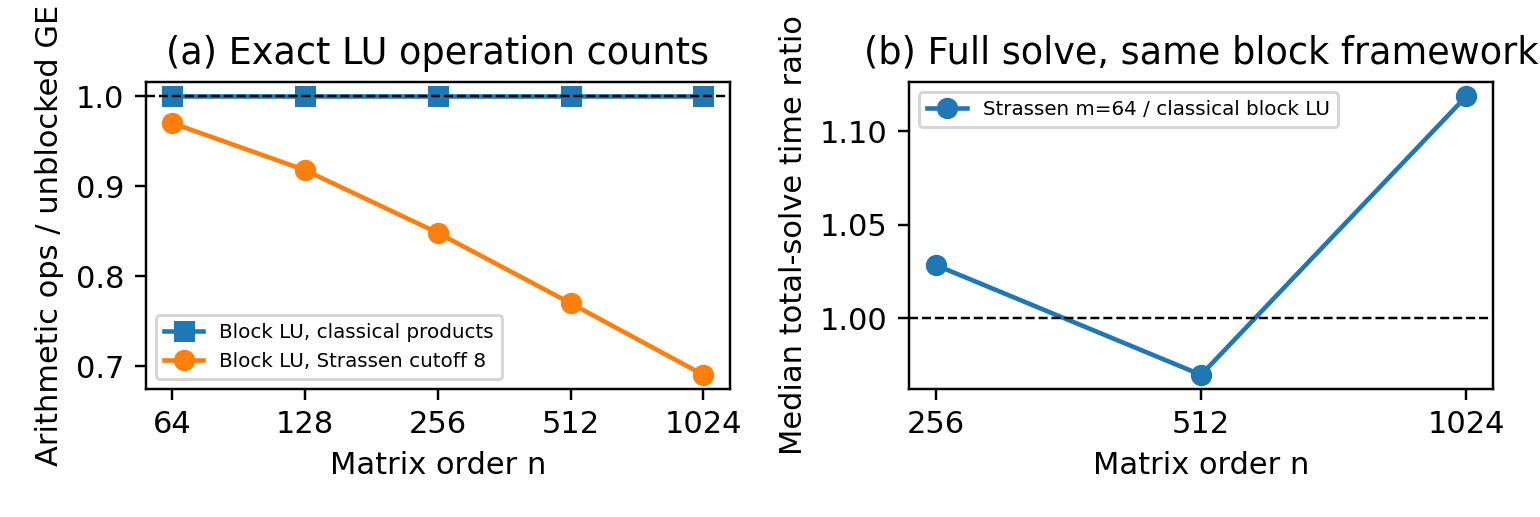 (a) Exact LU operation counts
Arithmetic ops / unblocked GE
1.0
0.9
0.8
0.7
Block LU, classical products
Block LU, Strassen cutoff 8
64 128 256 512 1024
Matrix order n
(b) Full solve, same block framework
Median total-solve time ratio
Strassen m=64 / classical block LU
1.10
1.05
1.00
256 512 1024
Matrix order n